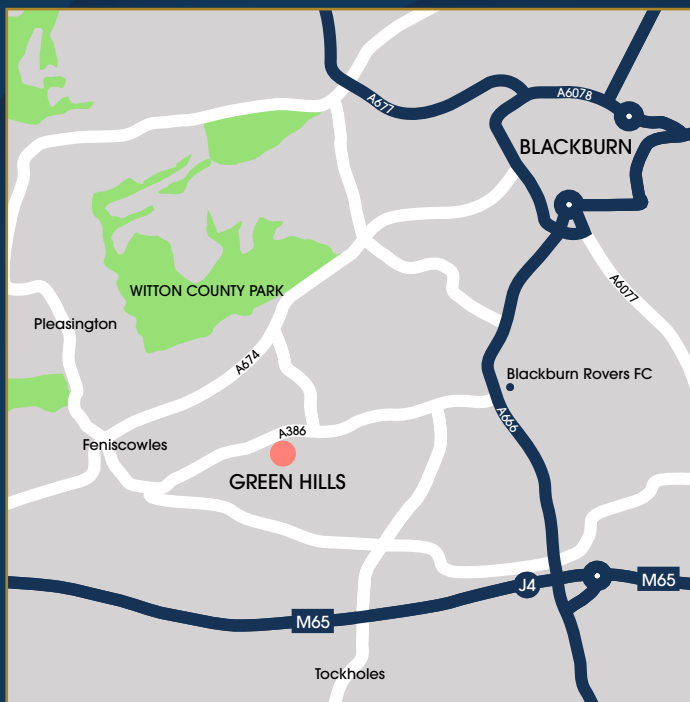 A677
A6078
BLACKBURN
WITTON COUNTY PARK
A6077
Pleasington
A674
Blackburn Rovers FC
A666
A386
Feniscowles
GREEN HILLS
J4
M65
M65
Tockholes